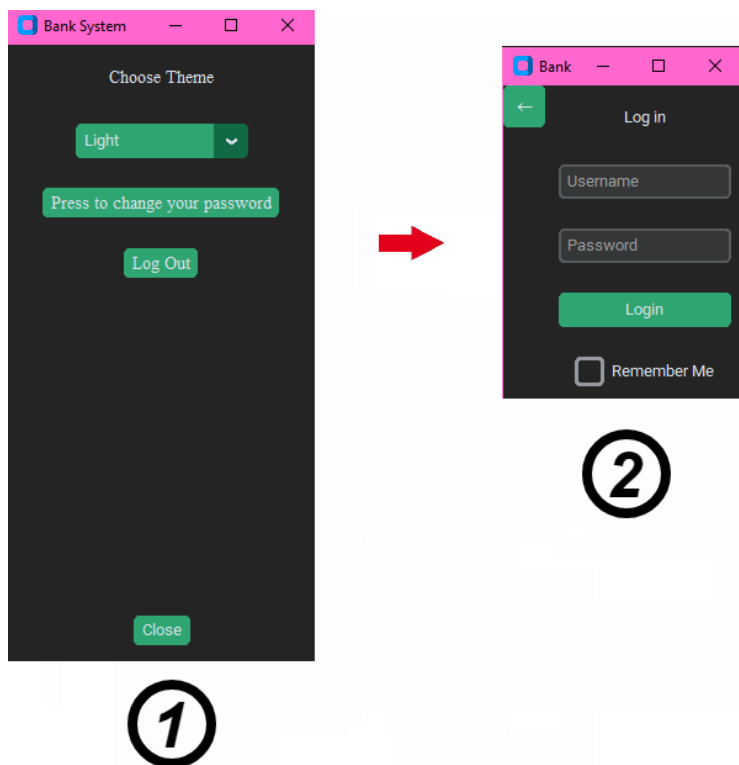 Bank System
Choose Theme
Light
Press to change your password
Log Out
Close
1
Bank
←
Log in
Username
Password
Login
Remember Me
2